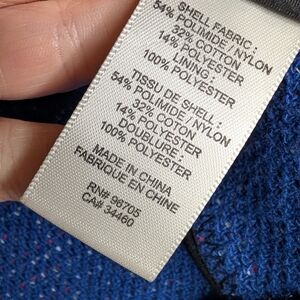 SHELL FABRIC :
54% POLIMIDE / NYLON
32% COTTON
14% POLYESTER
LINING :
100% POLYESTER
TISSU DE SHELL :
54% POLIMIDE / NYLON
32% COTTON
14% POLYESTER
DOUBLURE :
100% POLYESTER
MADE IN CHINA
FABRIQUE EN CHINE
RN# 96705
CA# 34460